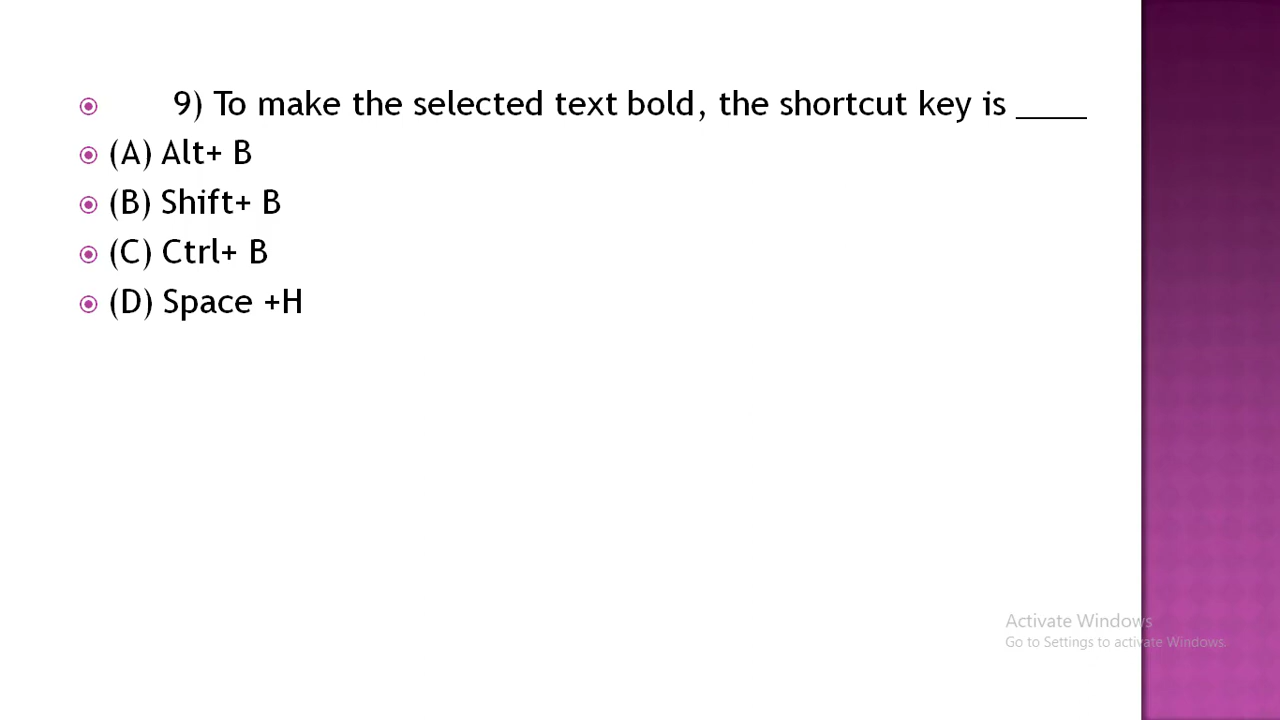 9) To make the selected text bold, the shortcut key is ____
(A) Alt+ B
(B) Shift+ B
(C) Ctrl+ B
(D) Space +H
Activate Windows
Go to Settings to activate Windows.